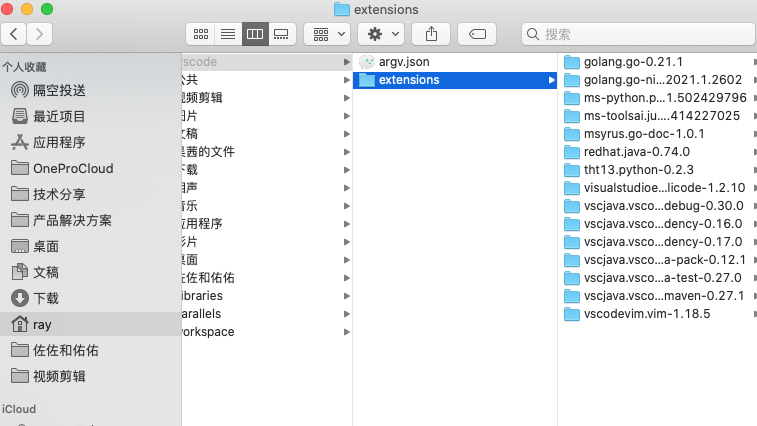 extensions
搜索
个人收藏
隔空投送
最近项目
应用程序
OneProCloud
技术分享
产品解决方案
桌面
文稿
下载
ray
佐佐和佑佑
视频剪辑
iCloud
vscode
公共
视频剪辑
图片
文稿
茜的文件
下载
相声
音乐
应用程序
影片
桌面
佐佐和佑佑
Libraries
Parallels
workspace
argv.json
extensions
golang.go-0.21.1
golang.go-ni...2021.1.2602
ms-python.p...1.502429796
ms-toolsai.ju....414227025
msyrus.go-doc-1.0.1
redhat.java-0.74.0
tht13.python-0.2.3
visualstudioe...licode-1.2.10
vscjava.vsco...debug-0.30.0
vscjava.vsco...dency-0.16.0
vscjava.vsco...dency-0.17.0
vscjava.vsco...a-pack-0.12.1
vscjava.vsco...a-test-0.27.0
vscjava.vsco...maven-0.27.1
vscodevim.vim-1.18.5